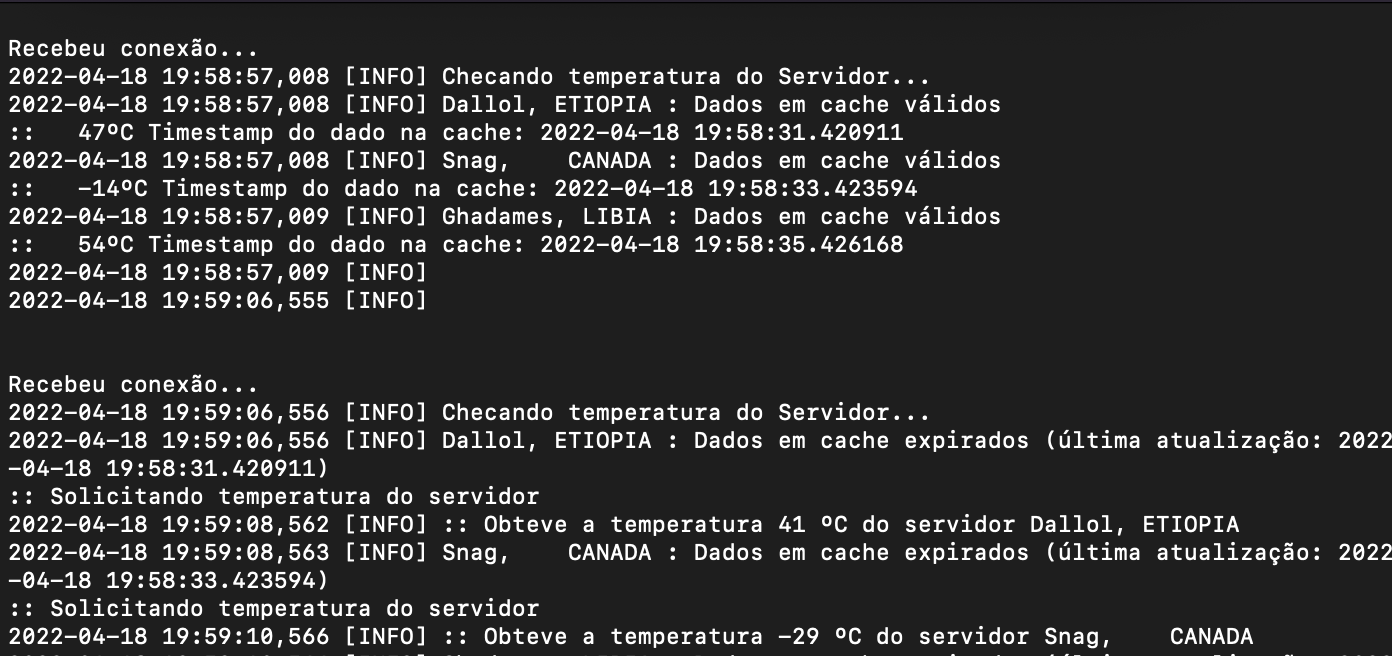 Recebeu conexão...
2022-04-18 19:58:57,008 [INFO] Checando temperatura do Servidor...
2022-04-18 19:58:57,008 [INFO] Dallol, ETIOPIA : Dados em cache válidos
::   47ºC Timestamp do dado na cache: 2022-04-18 19:58:31.420911
2022-04-18 19:58:57,008 [INFO] Snag,    CANADA : Dados em cache válidos
::   -14ºC Timestamp do dado na cache: 2022-04-18 19:58:33.423594
2022-04-18 19:58:57,009 [INFO] Ghadames, LIBIA : Dados em cache válidos
::   54ºC Timestamp do dado na cache: 2022-04-18 19:58:35.426168
2022-04-18 19:58:57,009 [INFO]
2022-04-18 19:59:06,555 [INFO]
Recebeu conexão...
2022-04-18 19:59:06,556 [INFO] Checando temperatura do Servidor...
2022-04-18 19:59:06,556 [INFO] Dallol, ETIOPIA : Dados em cache expirados (última atualização: 2022
-04-18 19:58:31.420911)
:: Solicitando temperatura do servidor
2022-04-18 19:59:08,562 [INFO] :: Obteve a temperatura 41 ºC do servidor Dallol, ETIOPIA
2022-04-18 19:59:08,563 [INFO] Snag,    CANADA : Dados em cache expirados (última atualização: 2022
-04-18 19:58:33.423594)
:: Solicitando temperatura do servidor
2022-04-18 19:59:10,566 [INFO] :: Obteve a temperatura -29 ºC do servidor Snag,    CANADA